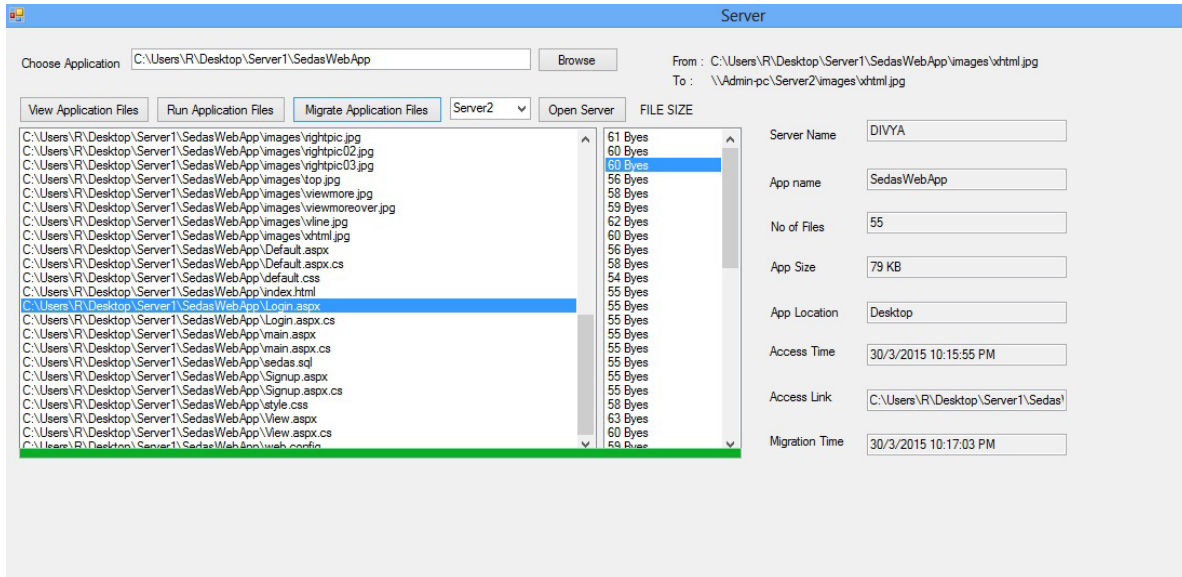 Server
Choose Application
C:\Users\R\Desktop\Server1\SedasWebApp
Browse
From : C:\Users\R\Desktop\Server1\SedasWebApp\images\xhtml.jpg
To : \\Admin-pc\Server2\images\xhtml.jpg
View Application Files
Run Application Files
Migrate Application Files
Server2
Open Server
FILE SIZE
C:\Users\R\Desktop\Server1\SedasWebApp\images\rightpic.jpg
C:\Users\R\Desktop\Server1\SedasWebApp\images\rightpic02.jpg
C:\Users\R\Desktop\Server1\SedasWebApp\images\rightpic03.jpg
C:\Users\R\Desktop\Server1\SedasWebApp\images\top.jpg
C:\Users\R\Desktop\Server1\SedasWebApp\images\viewmore.jpg
C:\Users\R\Desktop\Server1\SedasWebApp\images\viewmoreover.jpg
C:\Users\R\Desktop\Server1\SedasWebApp\images\vline.jpg
C:\Users\R\Desktop\Server1\SedasWebApp\images\xhtml.jpg
C:\Users\R\Desktop\Server1\SedasWebApp\Default.aspx
C:\Users\R\Desktop\Server1\SedasWebApp\Default.aspx.cs
C:\Users\R\Desktop\Server1\SedasWebApp\default.css
C:\Users\R\Desktop\Server1\SedasWebApp\index.html
C:\Users\R\Desktop\Server1\SedasWebApp\Login.aspx
C:\Users\R\Desktop\Server1\SedasWebApp\Login.aspx.cs
C:\Users\R\Desktop\Server1\SedasWebApp\main.aspx
C:\Users\R\Desktop\Server1\SedasWebApp\main.aspx.cs
C:\Users\R\Desktop\Server1\SedasWebApp\sedas.sql
C:\Users\R\Desktop\Server1\SedasWebApp\Signup.aspx
C:\Users\R\Desktop\Server1\SedasWebApp\Signup.aspx.cs
C:\Users\R\Desktop\Server1\SedasWebApp\style.css
C:\Users\R\Desktop\Server1\SedasWebApp\View.aspx
C:\Users\R\Desktop\Server1\SedasWebApp\View.aspx.cs
C:\Users\R\Desktop\Server1\SedasWebApp\web.config
61 Byes
60 Byes
60 Byes
56 Byes
58 Byes
59 Byes
62 Byes
60 Byes
56 Byes
58 Byes
54 Byes
55 Byes
55 Byes
55 Byes
55 Byes
55 Byes
55 Byes
55 Byes
55 Byes
58 Byes
63 Byes
60 Byes
59 Byes
Server Name
DIVYA
App name
SedasWebApp
No of Files
55
App Size
79 KB
App Location
Desktop
Access Time
30/3/2015 10:15:55 PM
Access Link
C:\Users\R\Desktop\Server1\Sedas
Migration Time
30/3/2015 10:17:03 PM